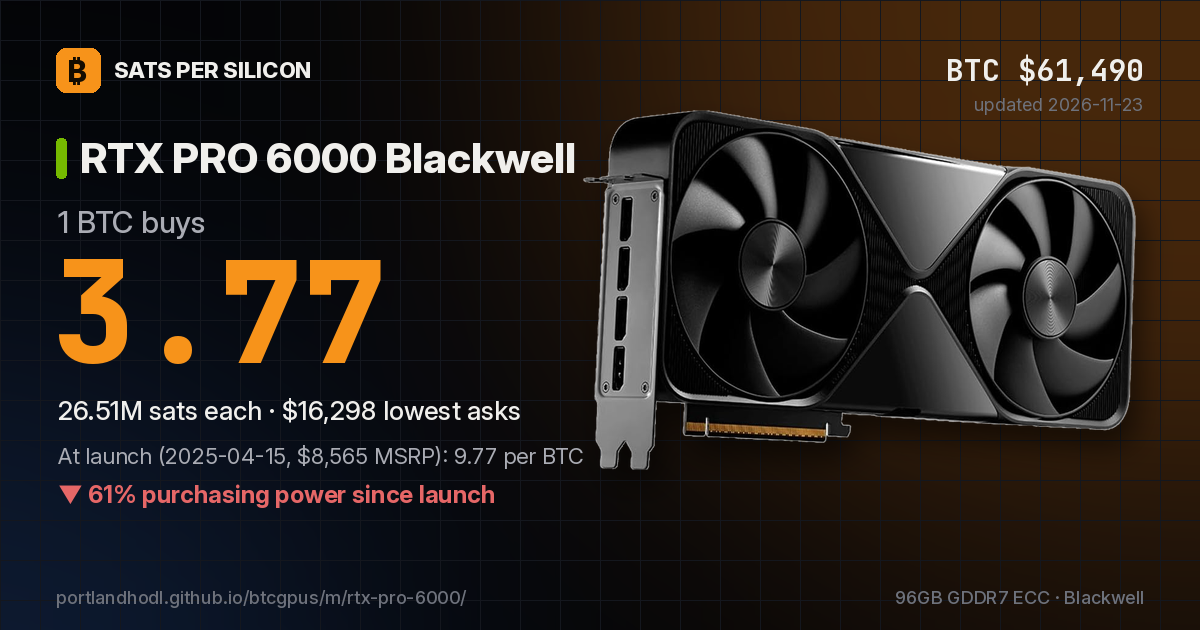 ₿ SATS PER SILICON
BTC $61,490
updated 2026-11-23
RTX PRO 6000 Blackwell
1 BTC buys
3.77
26.51M sats each · $16,298 lowest asks
At launch (2025-04-15, $8,565 MSRP): 9.77 per BTC
▼ 61% purchasing power since launch
portlandhodl.github.io/btcgpus/m/rtx-pro-6000/
96GB GDDR7 ECC · Blackwell